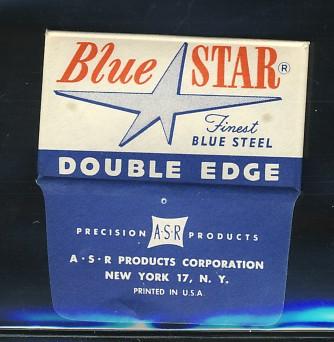 Blue STAR®
Finest
BLUE STEEL
DOUBLE EDGE
PRECISION A·S·R PRODUCTS
A·S·R PRODUCTS CORPORATION
NEW YORK 17, N. Y.
PRINTED IN U.S.A.